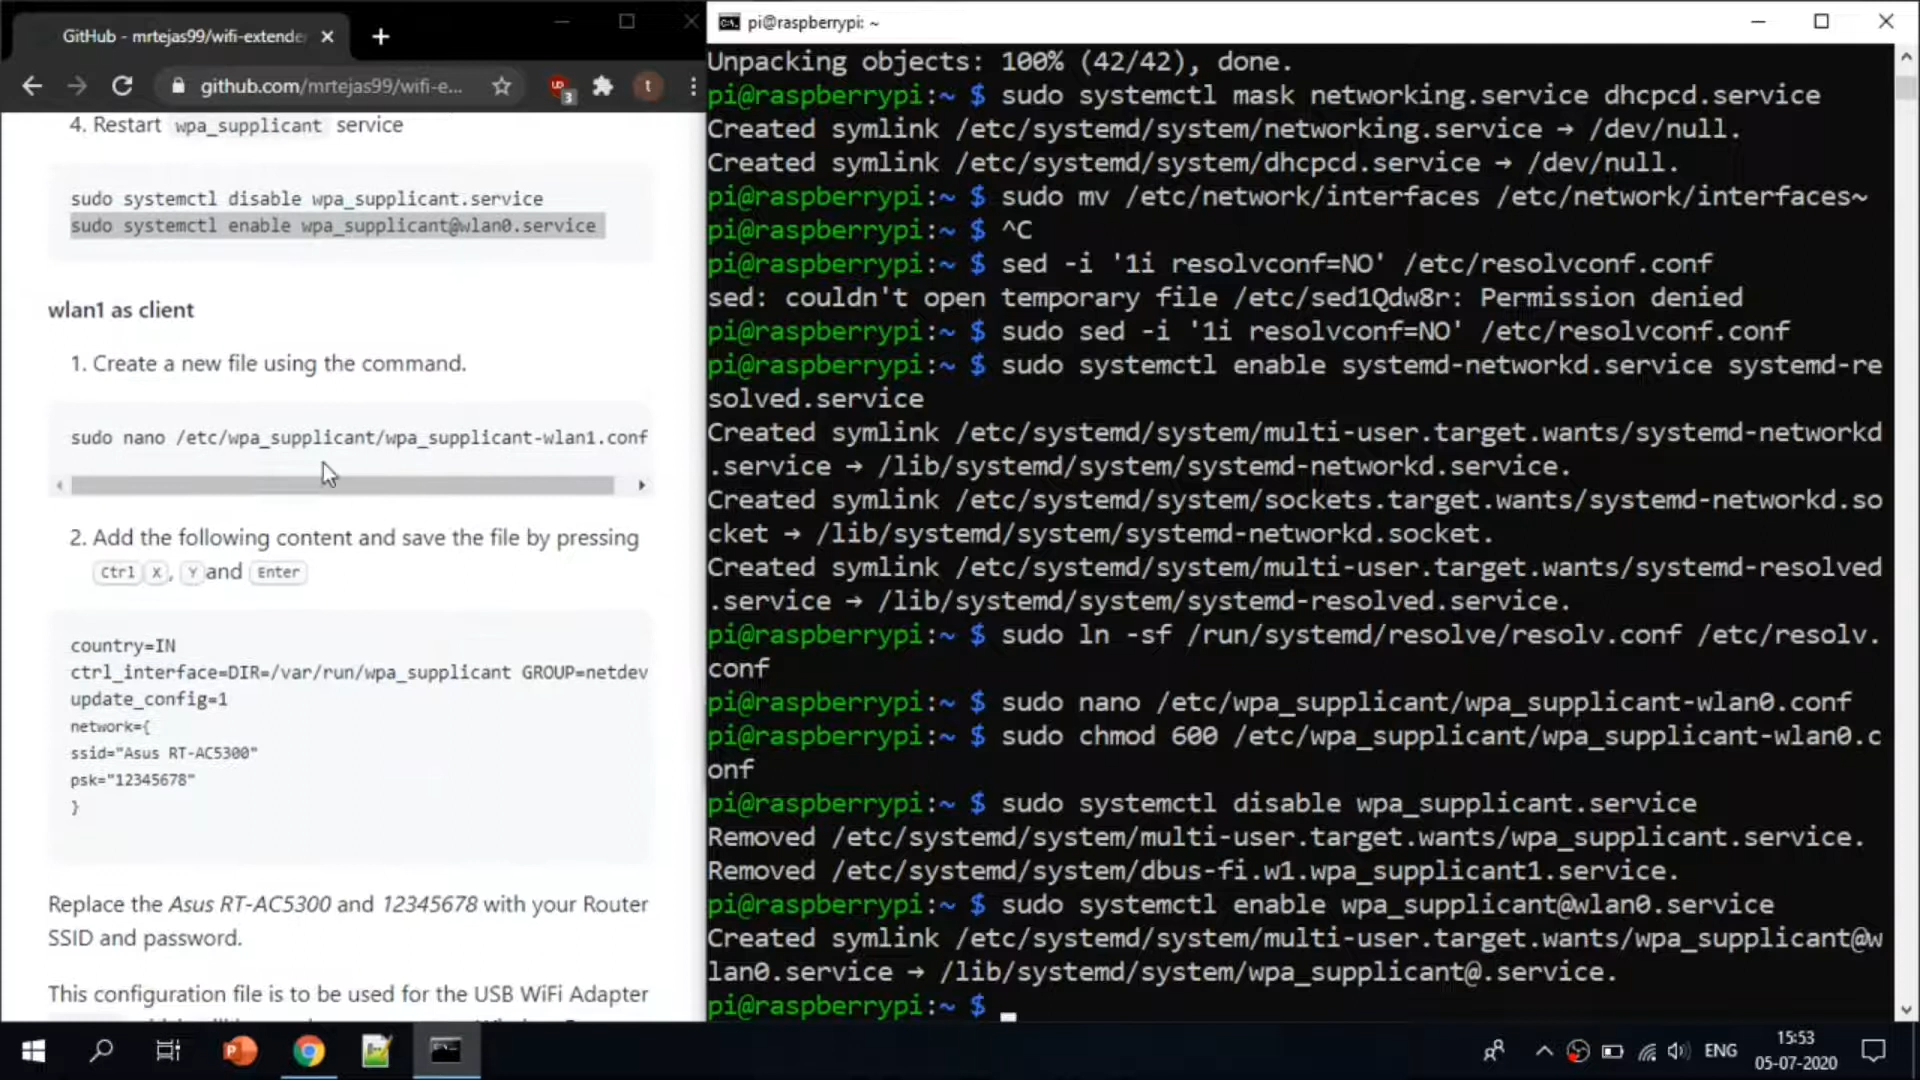 GitHub - mrtejas99/wifi-extende
github.com/mrtejas99/wifi-e...
3
t
4. Restart wpa_supplicant service
sudo systemctl disable wpa_supplicant.service
sudo systemctl enable wpa_supplicant@wlan0.service
wlan1 as client
1. Create a new file using the command.
sudo nano /etc/wpa_supplicant/wpa_supplicant-wlan1.conf
2. Add the following content and save the file by pressing
Ctrl X, Y and Enter
country=IN
ctrl_interface=DIR=/var/run/wpa_supplicant GROUP=netdev
update_config=1
network={
ssid="Asus RT-AC5300"
psk="12345678"
}
Replace the Asus RT-AC5300 and 12345678 with your Router
SSID and password.
This configuration file is to be used for the USB WiFi Adapter
pi@raspberrypi: ~
Unpacking objects: 100% (42/42), done.
pi@raspberrypi:~ $ sudo systemctl mask networking.service dhcpcd.service
Created symlink /etc/systemd/system/networking.service → /dev/null.
Created symlink /etc/systemd/system/dhcpcd.service → /dev/null.
pi@raspberrypi:~ $ sudo mv /etc/network/interfaces /etc/network/interfaces~
pi@raspberrypi:~ $ ^C
pi@raspberrypi:~ $ sed -i '1i resolvconf=NO' /etc/resolvconf.conf
sed: couldn't open temporary file /etc/sed1Qdw8r: Permission denied
pi@raspberrypi:~ $ sudo sed -i '1i resolvconf=NO' /etc/resolvconf.conf
pi@raspberrypi:~ $ sudo systemctl enable systemd-networkd.service systemd-re
solved.service
Created symlink /etc/systemd/system/multi-user.target.wants/systemd-networkd
.service → /lib/systemd/system/systemd-networkd.service.
Created symlink /etc/systemd/system/sockets.target.wants/systemd-networkd.so
cket → /lib/systemd/system/systemd-networkd.socket.
Created symlink /etc/systemd/system/multi-user.target.wants/systemd-resolved
.service → /lib/systemd/system/systemd-resolved.service.
pi@raspberrypi:~ $ sudo ln -sf /run/systemd/resolve/resolv.conf /etc/resolv.
conf
pi@raspberrypi:~ $ sudo nano /etc/wpa_supplicant/wpa_supplicant-wlan0.conf
pi@raspberrypi:~ $ sudo chmod 600 /etc/wpa_supplicant/wpa_supplicant-wlan0.c
onf
pi@raspberrypi:~ $ sudo systemctl disable wpa_supplicant.service
Removed /etc/systemd/system/multi-user.target.wants/wpa_supplicant.service.
Removed /etc/systemd/system/dbus-fi.w1.wpa_supplicant1.service.
pi@raspberrypi:~ $ sudo systemctl enable wpa_supplicant@wlan0.service
Created symlink /etc/systemd/system/multi-user.target.wants/wpa_supplicant@w
lan0.service → /lib/systemd/system/wpa_supplicant@.service.
pi@raspberrypi:~ $
ENG
15:53
05-07-2020